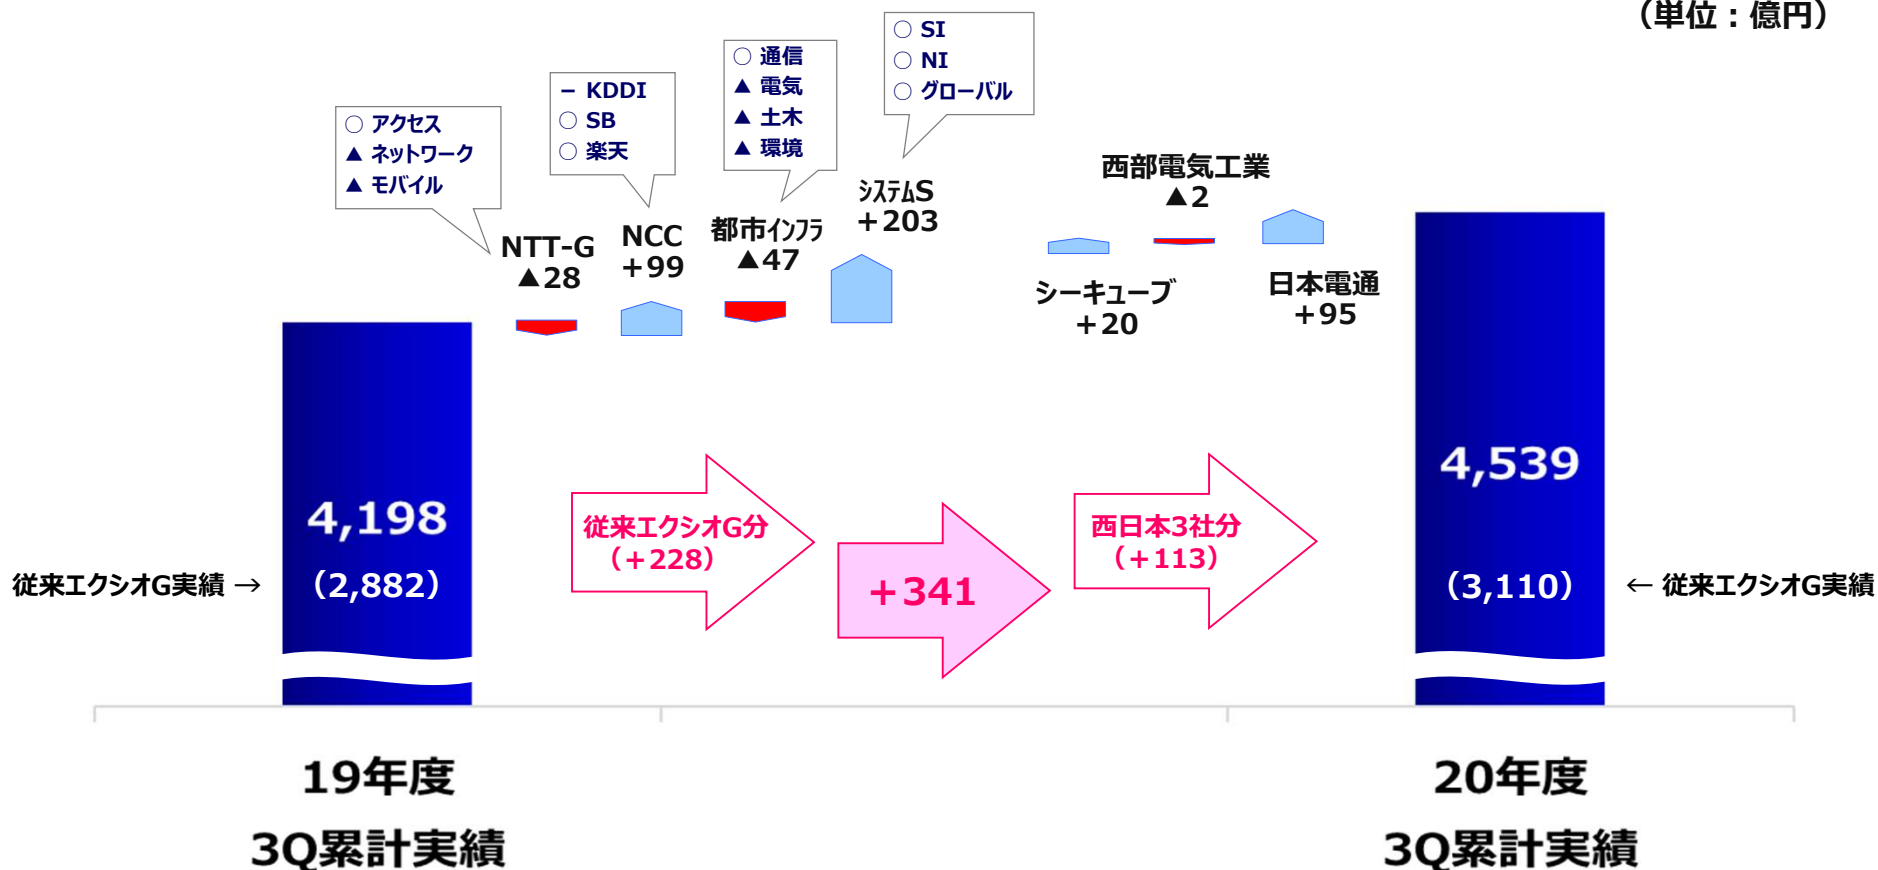 （単位：億円）
○ SI
○ NI
○ グローバル
○ 通信
▲ 電気
▲ 土木
▲ 環境
− KDDI
○ SB
○ 楽天
○ アクセス
▲ ネットワーク
▲ モバイル
NTT-G
▲28
NCC
+99
都市インフラ
▲47
システムS
+203
シーキューブ
+20
西部電気工業
▲2
日本電通
+95
4,198
（2,882）
従来エクシオG実績 →
従来エクシオG分
（+228）
+341
西日本3社分
（+113）
4,539
（3,110）
← 従来エクシオG実績
19年度
3Q累計実績
20年度
3Q累計実績